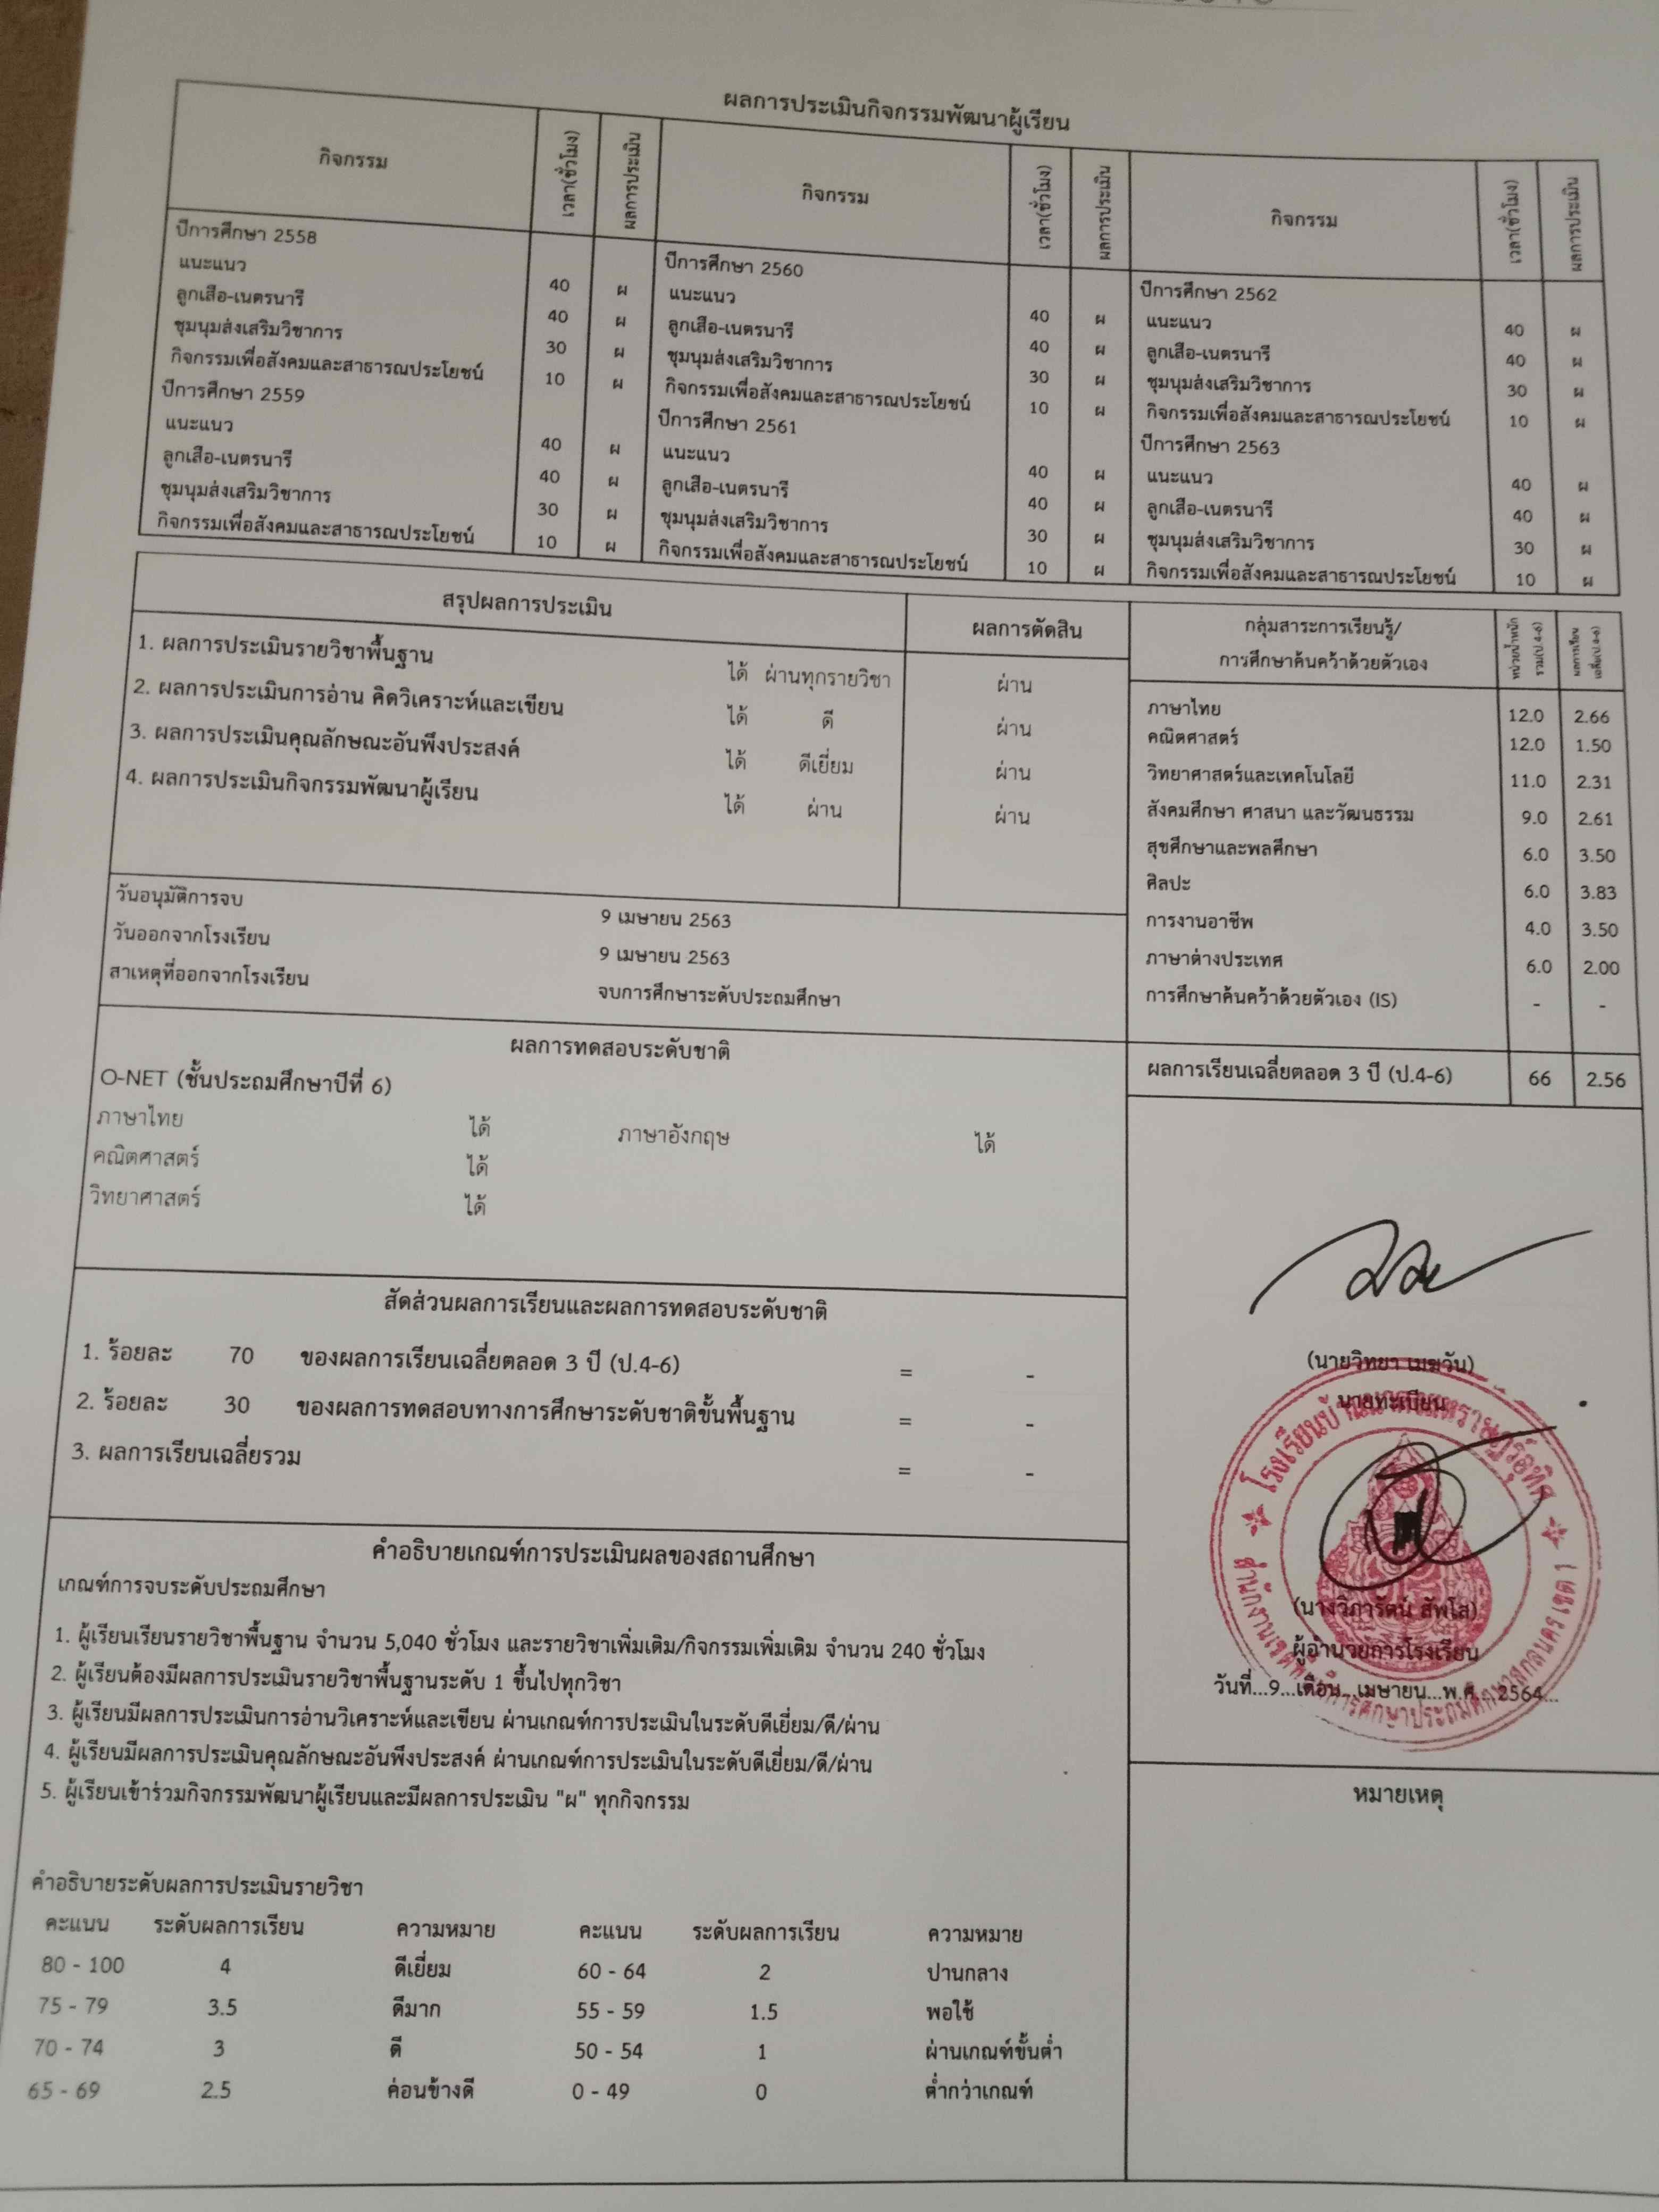 ผลการประเมินกิจกรรมพัฒนาผู้เรียน
กิจกรรม เวลา(ชั่วโมง) ผลการประเมิน กิจกรรม เวลา(ชั่วโมง) ผลการประเมิน กิจกรรม เวลา(ชั่วโมง) ผลการประเมิน
ปีการศึกษา 2558 ปีการศึกษา 2560 ปีการศึกษา 2562
แนะแนว 40 ผ แนะแนว 40 ผ แนะแนว 40 ผ
ลูกเสือ-เนตรนารี 40 ผ ลูกเสือ-เนตรนารี 40 ผ ลูกเสือ-เนตรนารี 40 ผ
ชุมนุมส่งเสริมวิชาการ 30 ผ ชุมนุมส่งเสริมวิชาการ 30 ผ ชุมนุมส่งเสริมวิชาการ 30 ผ
กิจกรรมเพื่อสังคมและสาธารณประโยชน์ 10 ผ กิจกรรมเพื่อสังคมและสาธารณประโยชน์ 10 ผ กิจกรรมเพื่อสังคมและสาธารณประโยชน์ 10 ผ
ปีการศึกษา 2559 ปีการศึกษา 2561 ปีการศึกษา 2563
แนะแนว 40 ผ แนะแนว 40 ผ แนะแนว 40 ผ
ลูกเสือ-เนตรนารี 40 ผ ลูกเสือ-เนตรนารี 40 ผ ลูกเสือ-เนตรนารี 40 ผ
ชุมนุมส่งเสริมวิชาการ 30 ผ ชุมนุมส่งเสริมวิชาการ 30 ผ ชุมนุมส่งเสริมวิชาการ 30 ผ
กิจกรรมเพื่อสังคมและสาธารณประโยชน์ 10 ผ กิจกรรมเพื่อสังคมและสาธารณประโยชน์ 10 ผ กิจกรรมเพื่อสังคมและสาธารณประโยชน์ 10 ผ
สรุปผลการประเมิน ผลการตัดสิน
1. ผลการประเมินรายวิชาพื้นฐาน ได้ ผ่านทุกรายวิชา ผ่าน
2. ผลการประเมินการอ่าน คิดวิเคราะห์และเขียน ได้ ดี ผ่าน
3. ผลการประเมินคุณลักษณะอันพึงประสงค์ ได้ ดีเยี่ยม ผ่าน
4. ผลการประเมินกิจกรรมพัฒนาผู้เรียน ได้ ผ่าน ผ่าน
วันอนุมัติการจบ 9 เมษายน 2563
วันออกจากโรงเรียน 9 เมษายน 2563
สาเหตุที่ออกจากโรงเรียน จบการศึกษาระดับประถมศึกษา
กลุ่มสาระการเรียนรู้/
การศึกษาค้นคว้าด้วยตัวเอง
หน่วยน้ำหนัก
รวม(ป.4-6)
ผลการเรียน
เฉลี่ย(ป.4-6)
ภาษาไทย 12.0 2.66
คณิตศาสตร์ 12.0 1.50
วิทยาศาสตร์และเทคโนโลยี 11.0 2.31
สังคมศึกษา ศาสนา และวัฒนธรรม 9.0 2.61
สุขศึกษาและพลศึกษา 6.0 3.50
ศิลปะ 6.0 3.83
การงานอาชีพ 4.0 3.50
ภาษาต่างประเทศ 6.0 2.00
การศึกษาค้นคว้าด้วยตัวเอง (IS) - -
ผลการเรียนเฉลี่ยตลอด 3 ปี (ป.4-6) 66 2.56
ผลการทดสอบระดับชาติ
O-NET (ชั้นประถมศึกษาปีที่ 6)
ภาษาไทย ได้ ภาษาอังกฤษ ได้
คณิตศาสตร์ ได้
วิทยาศาสตร์ ได้
สัดส่วนผลการเรียนและผลการทดสอบระดับชาติ
1. ร้อยละ 70 ของผลการเรียนเฉลี่ยตลอด 3 ปี (ป.4-6) = -
2. ร้อยละ 30 ของผลการทดสอบทางการศึกษาระดับชาติขั้นพื้นฐาน = -
3. ผลการเรียนเฉลี่ยรวม = -
(นายวิทยา เมฆวัน)
นายทะเบียน
(นางวิภารัตน์ สัพโส)
ผู้อำนวยการโรงเรียน
วันที่...9...เดือน...เมษายน...พ.ศ....2564...
สำนักงานเขตพื้นที่การศึกษาประถมศึกษาสกลนคร เขต 1
หมายเหตุ
คำอธิบายเกณฑ์การประเมินผลของสถานศึกษา
เกณฑ์การจบระดับประถมศึกษา
1. ผู้เรียนเรียนรายวิชาพื้นฐาน จำนวน 5,040 ชั่วโมง และรายวิชาเพิ่มเติม/กิจกรรมเพิ่มเติม จำนวน 240 ชั่วโมง
2. ผู้เรียนต้องมีผลการประเมินรายวิชาพื้นฐานระดับ 1 ขึ้นไปทุกวิชา
3. ผู้เรียนมีผลการประเมินการอ่านวิเคราะห์และเขียน ผ่านเกณฑ์การประเมินในระดับดีเยี่ยม/ดี/ผ่าน
4. ผู้เรียนมีผลการประเมินคุณลักษณะอันพึงประสงค์ ผ่านเกณฑ์การประเมินในระดับดีเยี่ยม/ดี/ผ่าน
5. ผู้เรียนเข้าร่วมกิจกรรมพัฒนาผู้เรียนและมีผลการประเมิน "ผ" ทุกกิจกรรม
คำอธิบายระดับผลการประเมินรายวิชา
คะแนน ระดับผลการเรียน ความหมาย คะแนน ระดับผลการเรียน ความหมาย
80 - 100 4 ดีเยี่ยม 60 - 64 2 ปานกลาง
75 - 79 3.5 ดีมาก 55 - 59 1.5 พอใช้
70 - 74 3 ดี 50 - 54 1 ผ่านเกณฑ์ขั้นต่ำ
65 - 69 2.5 ค่อนข้างดี 0 - 49 0 ต่ำกว่าเกณฑ์